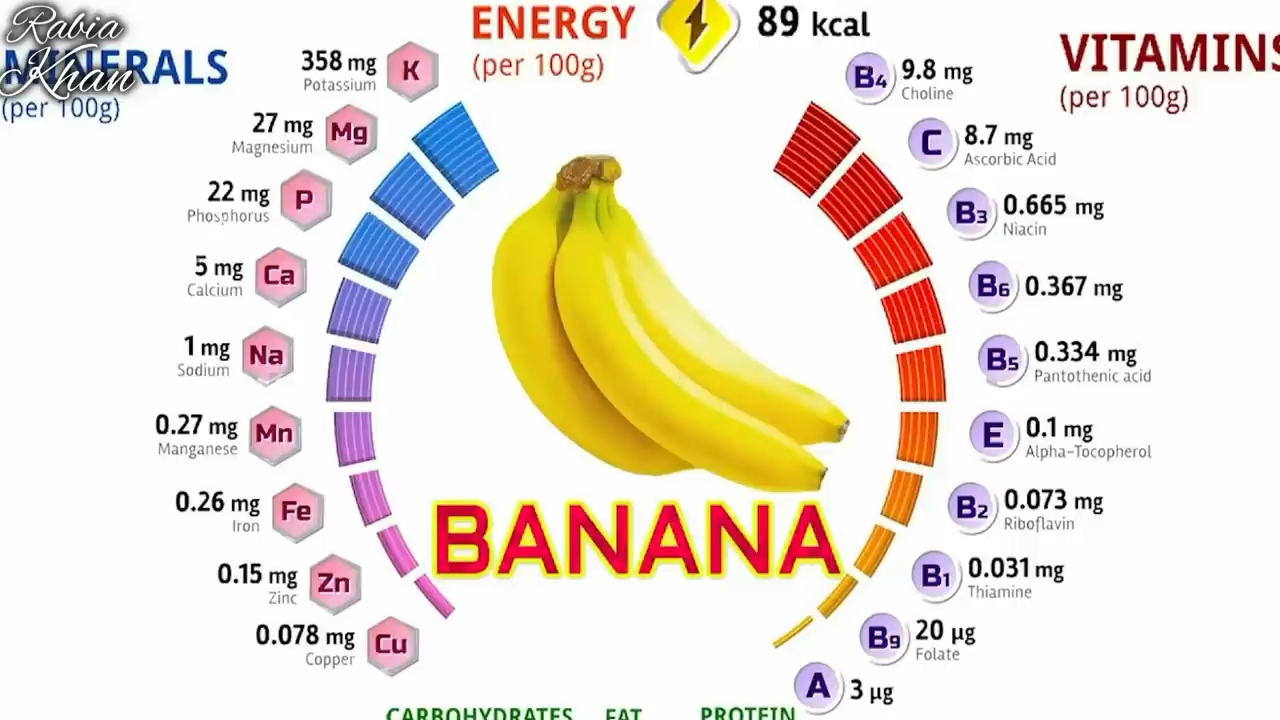 Rabia
Khan
MINERALS
(per 100g)
ENERGY
(per 100g)
89 kcal
VITAMINS
(per 100g)
358 mg
Potassium
K
27 mg
Magnesium
Mg
22 mg
Phosphorus
P
5 mg
Calcium
Ca
1 mg
Sodium
Na
0.27 mg
Manganese
Mn
0.26 mg
Iron
Fe
0.15 mg
Zinc
Zn
0.078 mg
Copper
Cu
BANANA
B4
9.8 mg
Choline
C
8.7 mg
Ascorbic Acid
B3
0.665 mg
Niacin
B6
0.367 mg
B5
0.334 mg
Pantothenic acid
E
0.1 mg
Alpha-Tocopherol
B2
0.073 mg
Riboflavin
B1
0.031 mg
Thiamine
B9
20 µg
Folate
A
3 µg
CARBOHYDRATES FAT PROTEIN